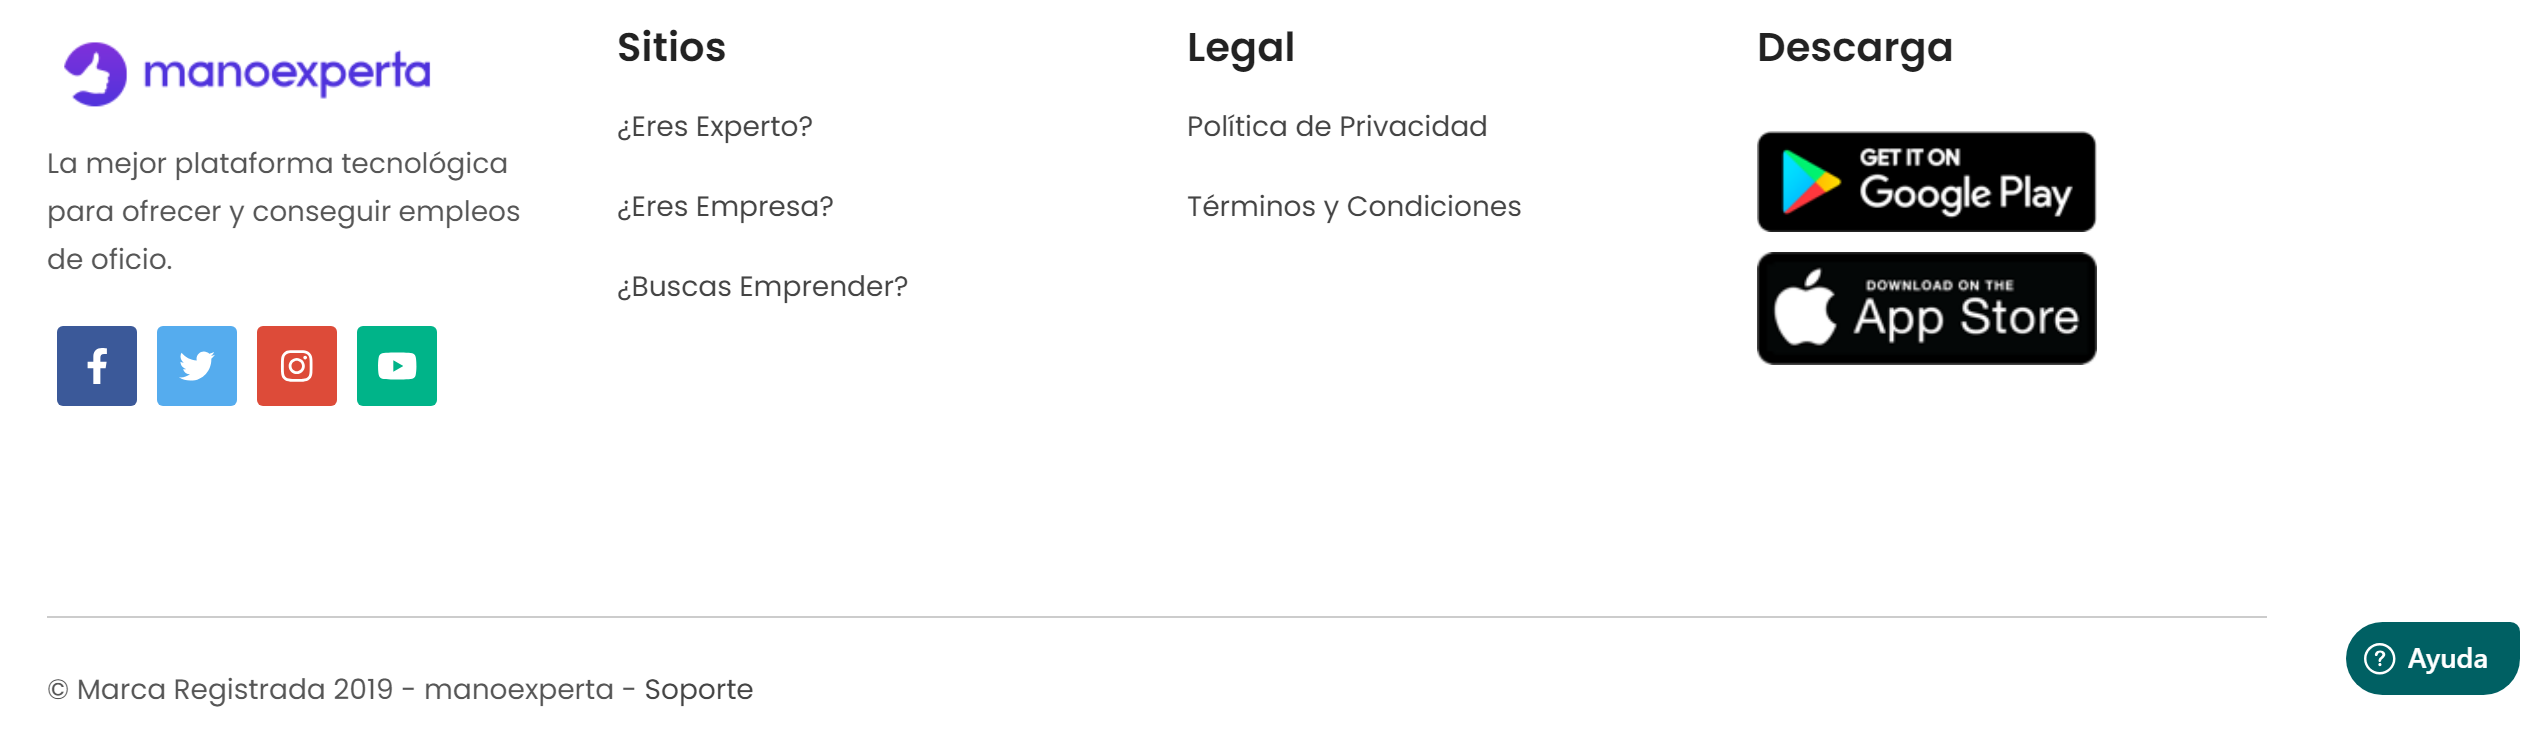 manoexperta
La mejor plataforma tecnológica
para ofrecer y conseguir empleos
de oficio.
Sitios
¿Eres Experto?
¿Eres Empresa?
¿Buscas Emprender?
Legal
Política de Privacidad
Términos y Condiciones
Descarga
GET IT ON
Google Play
DOWNLOAD ON THE
App Store
© Marca Registrada 2019 - manoexperta - Soporte
Ayuda